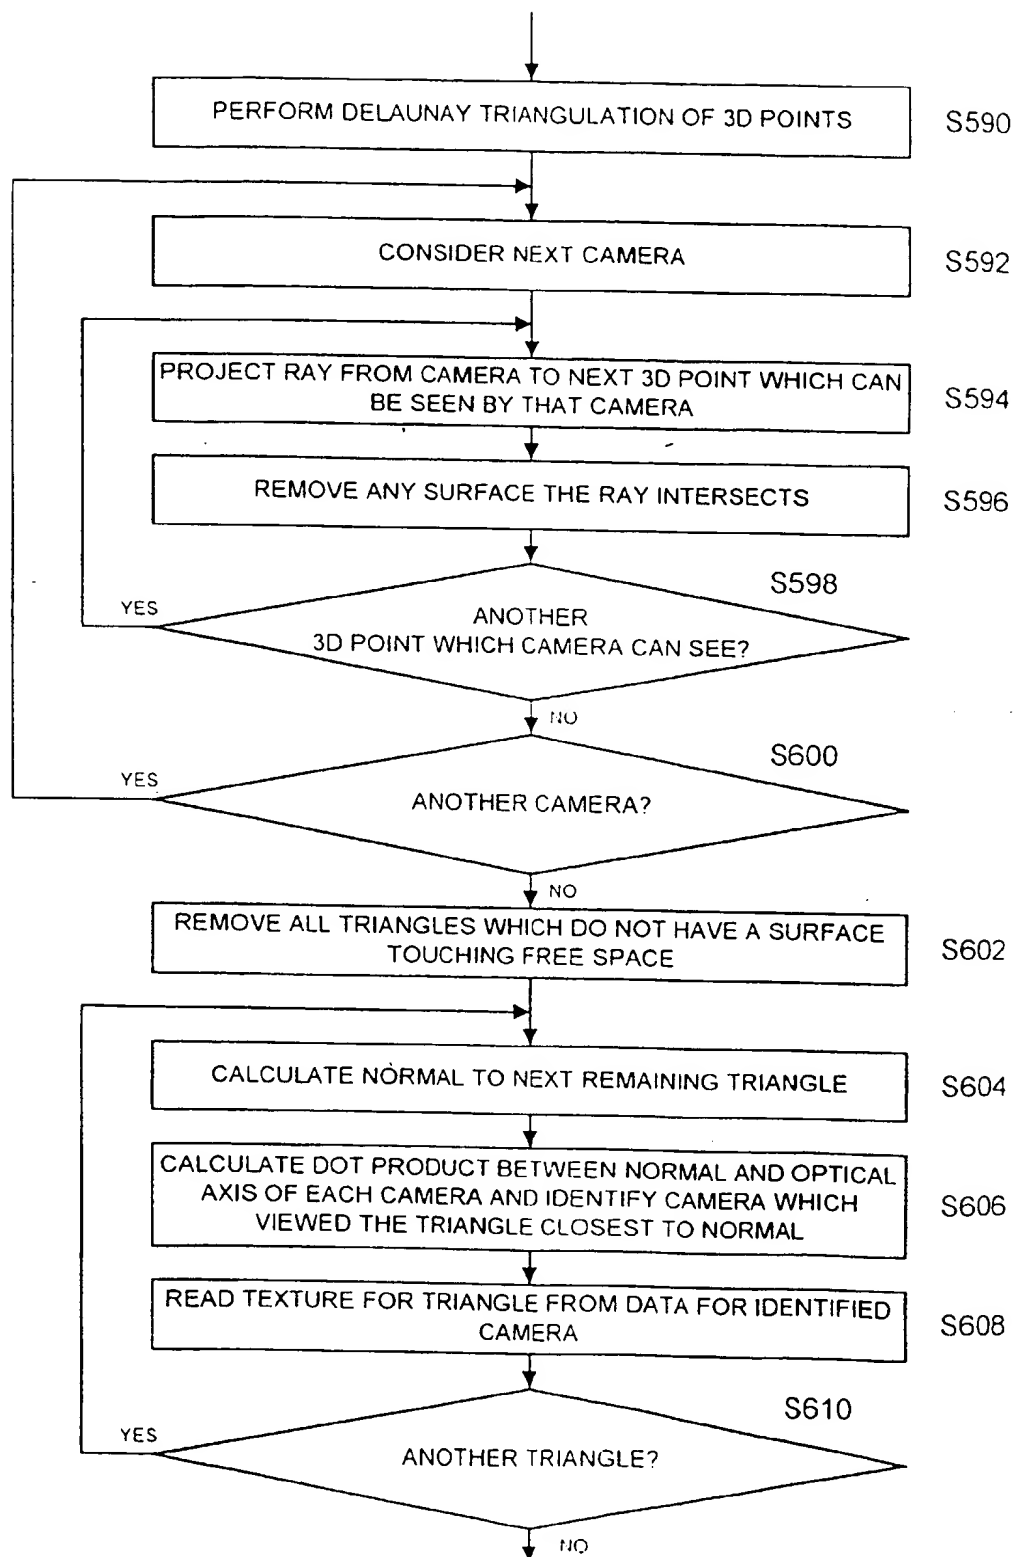 PERFORM DELAUNAY TRIANGULATION OF 3D POINTS
S590
CONSIDER NEXT CAMERA
S592
PROJECT RAY FROM CAMERA TO NEXT 3D POINT WHICH CAN
BE SEEN BY THAT CAMERA
S594
REMOVE ANY SURFACE THE RAY INTERSECTS
S596
S598
YES
ANOTHER
3D POINT WHICH CAMERA CAN SEE?
NO
S600
YES
ANOTHER CAMERA?
NO
REMOVE ALL TRIANGLES WHICH DO NOT HAVE A SURFACE
TOUCHING FREE SPACE
S602
CALCULATE NORMAL TO NEXT REMAINING TRIANGLE
S604
CALCULATE DOT PRODUCT BETWEEN NORMAL AND OPTICAL
AXIS OF EACH CAMERA AND IDENTIFY CAMERA WHICH
VIEWED THE TRIANGLE CLOSEST TO NORMAL
S606
READ TEXTURE FOR TRIANGLE FROM DATA FOR IDENTIFIED
CAMERA
S608
S610
YES
ANOTHER TRIANGLE?
NO